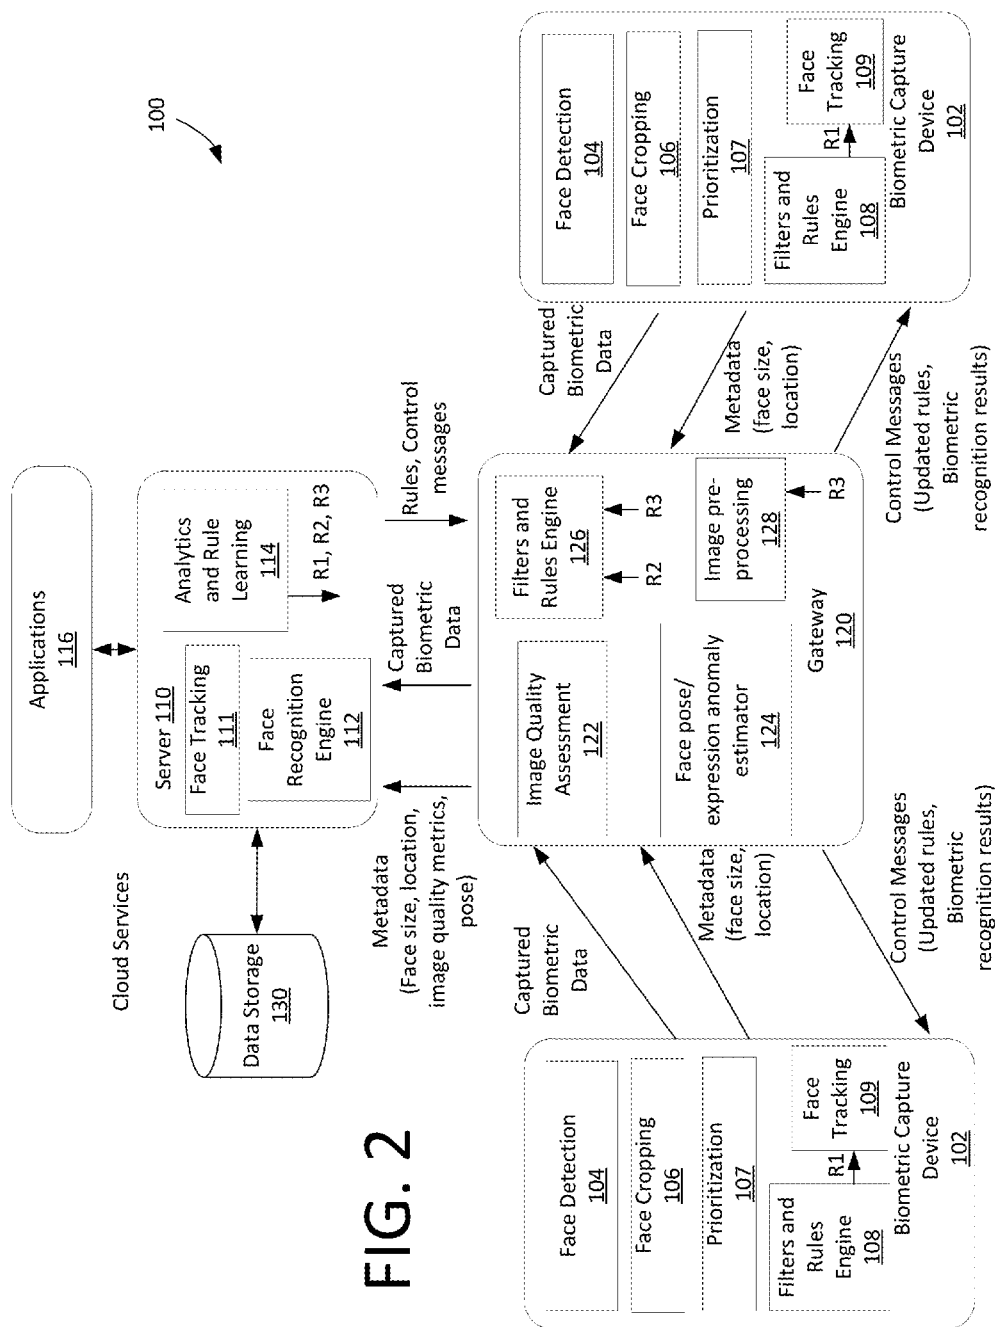 100
Applications
116
Cloud Services
Server 110
Face Tracking
111
Face
Recognition
Engine
112
Analytics
and Rule
Learning
114
R1, R2, R3
Data Storage
130
Metadata
(Face size, location,
image quality metrics,
pose)
Captured
Biometric
Data
Rules, Control
messages
FIG. 2
Image Quality
Assessment
122
Filters and
Rules Engine
126
R2
R3
Face pose/
expression anomaly
estimator
124
Image pre-
processing
128
R3
Gateway
120
Captured
Biometric
Data
Metadata
(face size,
location)
Control Messages
(Updated rules,
Biometric
recognition results)
Captured
Biometric
Data
Metadata
(face size,
location)
Control Messages
(Updated rules,
Biometric
recognition results)
Face Detection
104
Face Cropping
106
Prioritization
107
Filters and
Rules
Engine
108
R1
Face
Tracking
109
Biometric Capture
Device
102
Face Detection
104
Face Cropping
106
Prioritization
107
Filters and
Rules
Engine
108
R1
Face
Tracking
109
Biometric Capture
Device
102